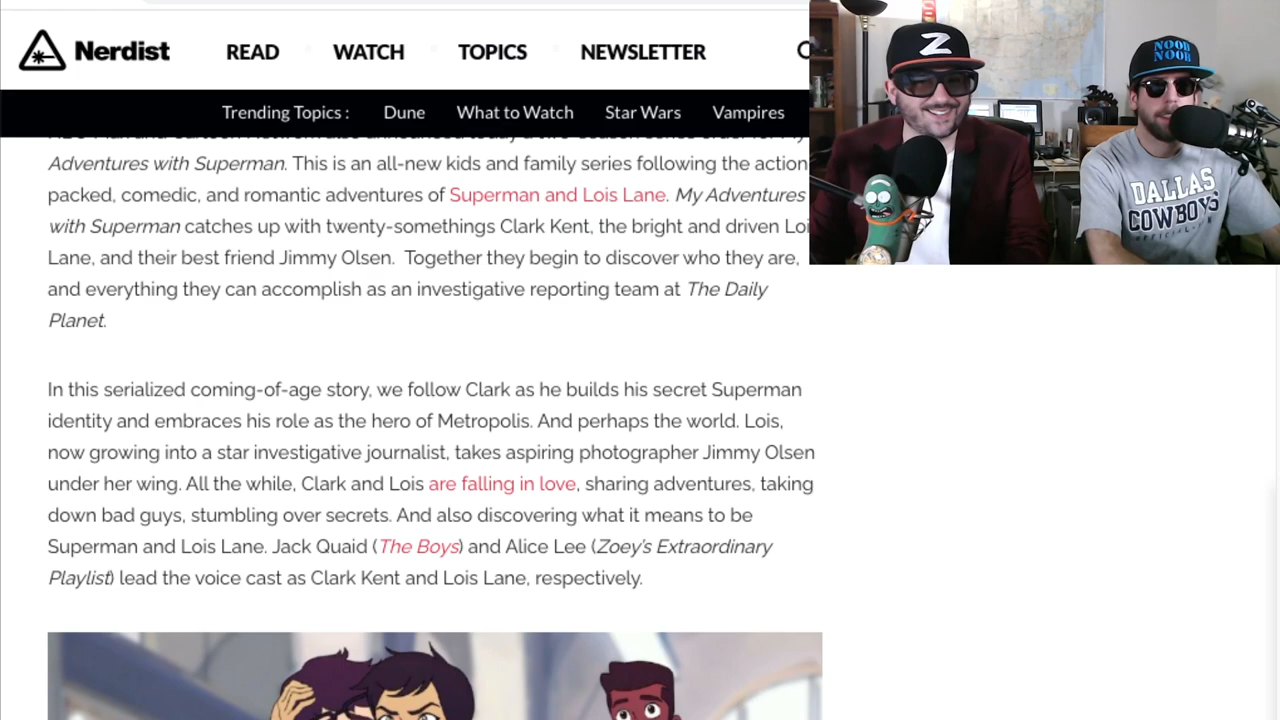 Nerdist
READ
WATCH
TOPICS
NEWSLETTER
Trending Topics :
Dune
What to Watch
Star Wars
Vampires
Adventures with Superman. This is an all-new kids and family series following the action
packed, comedic, and romantic adventures of Superman and Lois Lane. My Adventures
with Superman catches up with twenty-somethings Clark Kent, the bright and driven Loi
Lane, and their best friend Jimmy Olsen. Together they begin to discover who they are,
and everything they can accomplish as an investigative reporting team at The Daily
Planet.
In this serialized coming-of-age story, we follow Clark as he builds his secret Superman
identity and embraces his role as the hero of Metropolis. And perhaps the world. Lois,
now growing into a star investigative journalist, takes aspiring photographer Jimmy Olsen
under her wing. All the while, Clark and Lois are falling in love, sharing adventures, taking
down bad guys, stumbling over secrets. And also discovering what it means to be
Superman and Lois Lane. Jack Quaid (The Boys) and Alice Lee (Zoey's Extraordinary
Playlist) lead the voice cast as Clark Kent and Lois Lane, respectively.
Z
NOOB
NOOB
DALLAS
COWBOYS